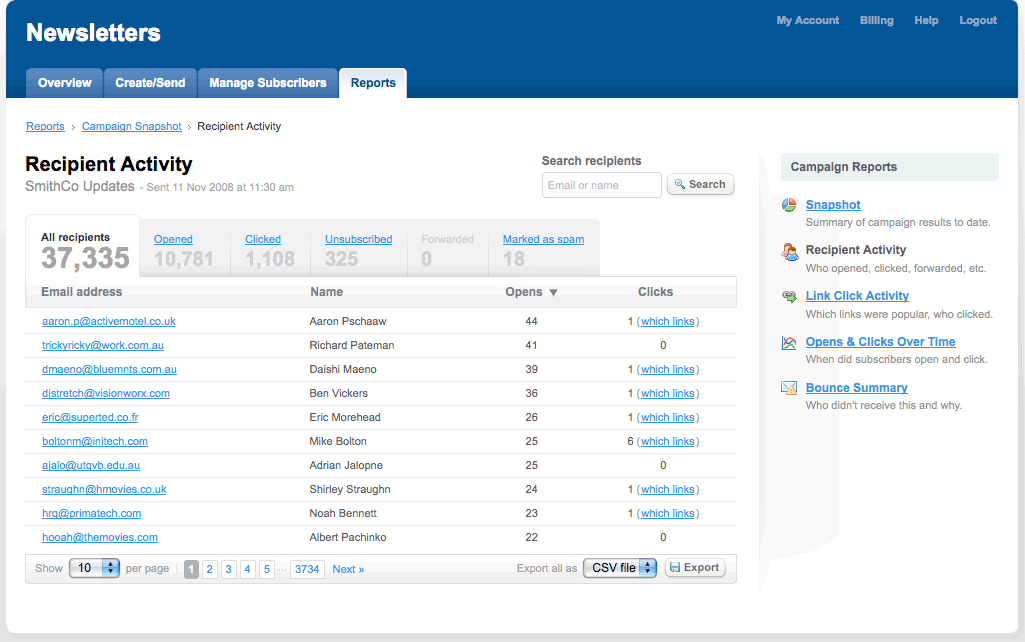 My Account Billing Help Logout
Newsletters
Overview Create/Send Manage Subscribers Reports
Reports › Campaign Snapshot › Recipient Activity
Recipient Activity
SmithCo Updates - Sent 11 Nov 2008 at 11:30 am
Search recipients
Email or name Search
All recipients Opened Clicked Unsubscribed Forwarded Marked as spam
37,335 10,781 1,108 325 0 18
Email address Name Opens ▼ Clicks
aaron.p@activemotel.co.uk Aaron Pschaaw 44 1 (which links)
trickyricky@work.com.au Richard Pateman 41 0
dmaeno@bluemnts.com.au Daishi Maeno 39 1 (which links)
djstretch@visionworx.com Ben Vickers 36 1 (which links)
eric@superted.co.fr Eric Morehead 26 1 (which links)
boltonm@initech.com Mike Bolton 25 6 (which links)
ajalo@utqvb.edu.au Adrian Jalopne 25 0
straughn@hmovies.co.uk Shirley Straughn 24 1 (which links)
hrg@primatech.com Noah Bennett 23 1 (which links)
hooah@themovies.com Albert Pachinko 22 0
Show 10 per page | 1 2 3 4 5 ... 3734 Next » Export all as CSV file Export
Campaign Reports
Snapshot
Summary of campaign results to date.
Recipient Activity
Who opened, clicked, forwarded, etc.
Link Click Activity
Which links were popular, who clicked.
Opens & Clicks Over Time
When did subscribers open and click.
Bounce Summary
Who didn't receive this and why.